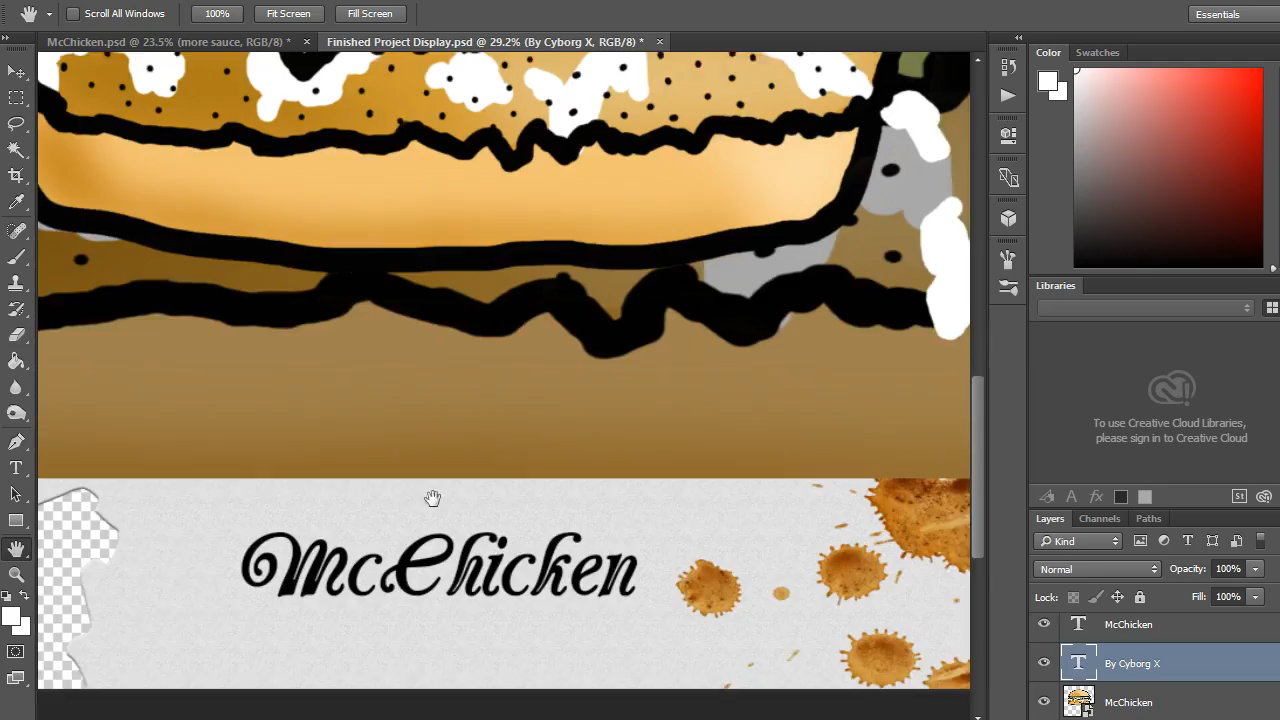 Scroll All Windows 100% Fit Screen Fill Screen Essentials
McChicken.psd @ 23.5% (more sauce, RGB/8) * × Finished Project Display.psd @ 29.2% (By Cyborg X, RGB/8) * ×
Color Swatches
Libraries
To use Creative Cloud Libraries,
please sign in to Creative Cloud
St
Layers Channels Paths
Kind
Normal Opacity: 100%
Lock: Fill: 100%
McChicken
By Cyborg X
McChicken
McChicken